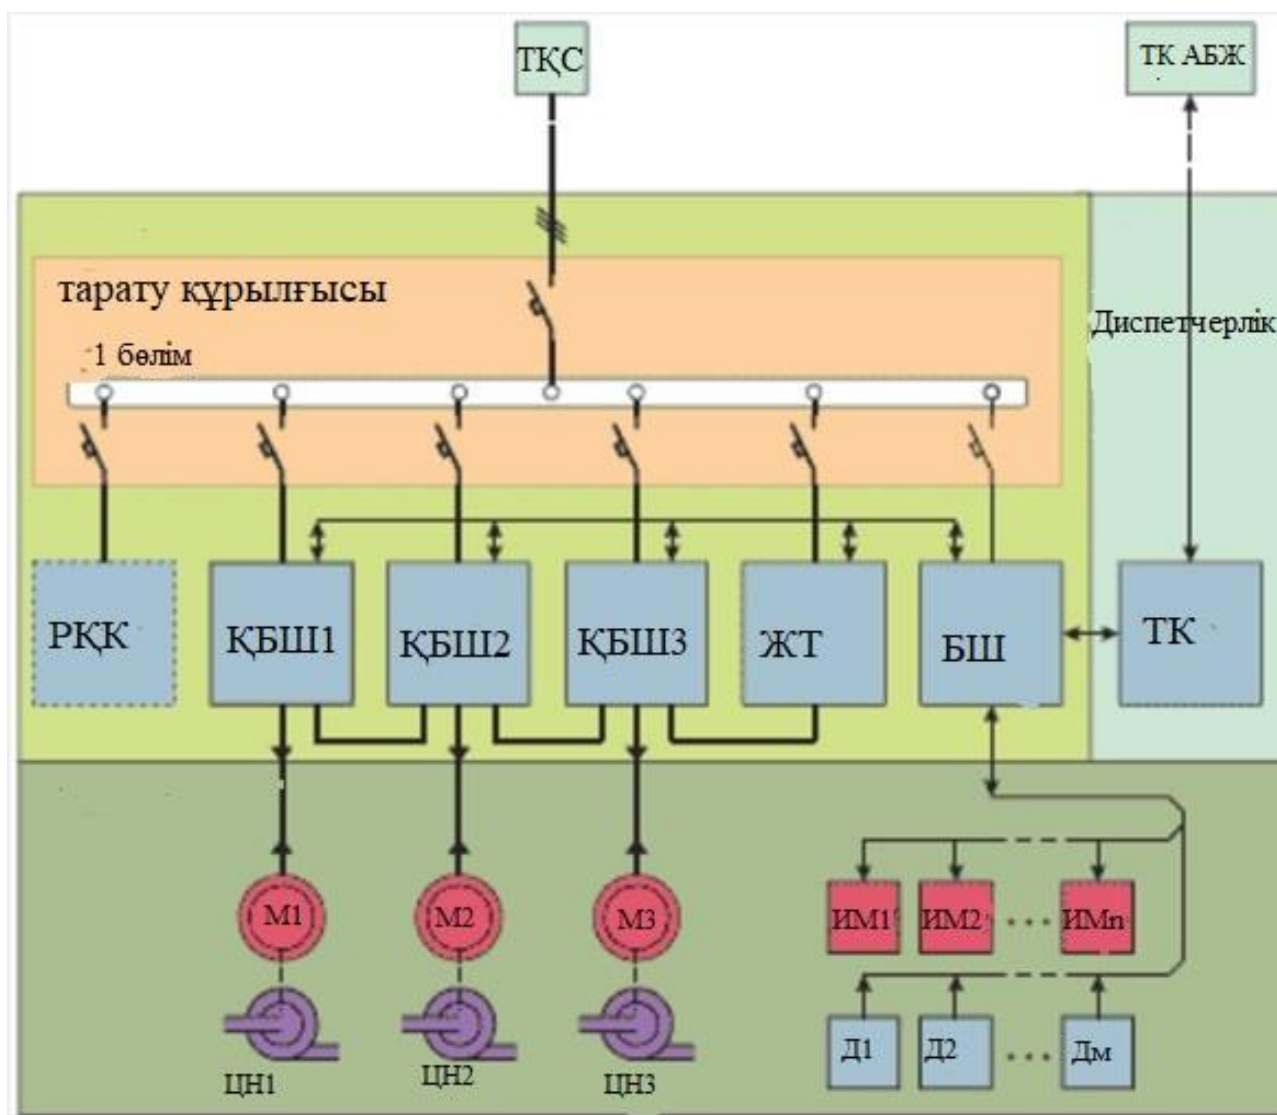 ТҚС
ТК АБЖ
тарату құрылғысы
Диспетчерлік
1 бөлім
РҚК
ҚБШ1
ҚБШ2
ҚБШ3
ЖТ
БШ
ТК
М1
М2
М3
ИМ1
ИМ2
ИМn
ЦН1
ЦН2
ЦН3
Д1
Д2
Дм